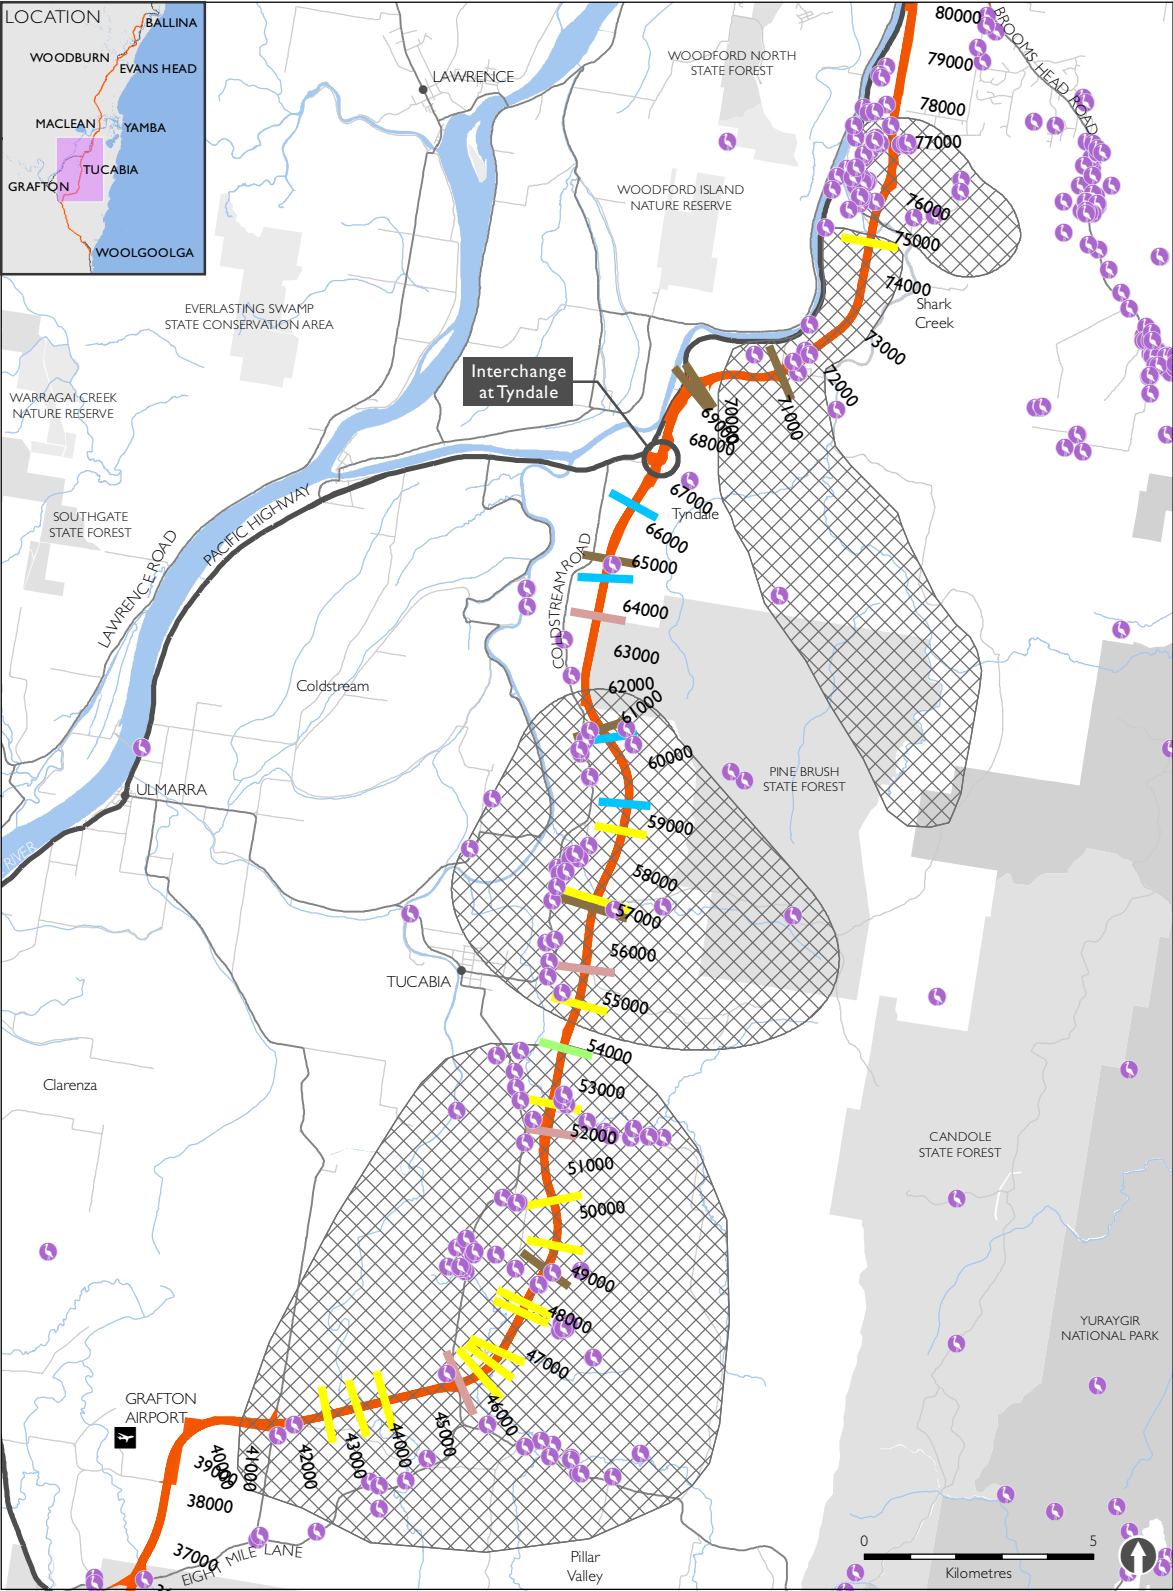 LOCATION
BALLINA
WOODBURN
EVANS HEAD
MACLEAN
YAMBA
TUCABIA
GRAFTON
WOOLGOOLGA
LAWRENCE
WOODFORD NORTH
STATE FOREST
80000
BROOMS HEAD ROAD
79000
78000
77000
WOODFORD ISLAND
NATURE RESERVE
76000
75000
74000
Shark
Creek
EVERLASTING SWAMP
STATE CONSERVATION AREA
73000
Interchange
at Tyndale
72000
WARRAGAI CREEK
NATURE RESERVE
71000
70000
69000
68000
67000
Tyndale
66000
SOUTHGATE
STATE FOREST
PACIFIC HIGHWAY
LAWRENCE ROAD
COLDSTREAM ROAD
65000
64000
63000
62000
61000
Coldstream
60000
PINE BRUSH
STATE FOREST
ULMARRA
59000
RIVER
58000
57000
56000
TUCABIA
55000
54000
Clarenza
53000
52000
CANDOLE
STATE FOREST
51000
50000
49000
48000
YURAYGIR
NATIONAL PARK
47000
GRAFTON
AIRPORT
46000
45000
44000
43000
42000
41000
40000
39000
38000
37000
EIGHT MILE LANE
Pillar
Valley
0
5
Kilometres